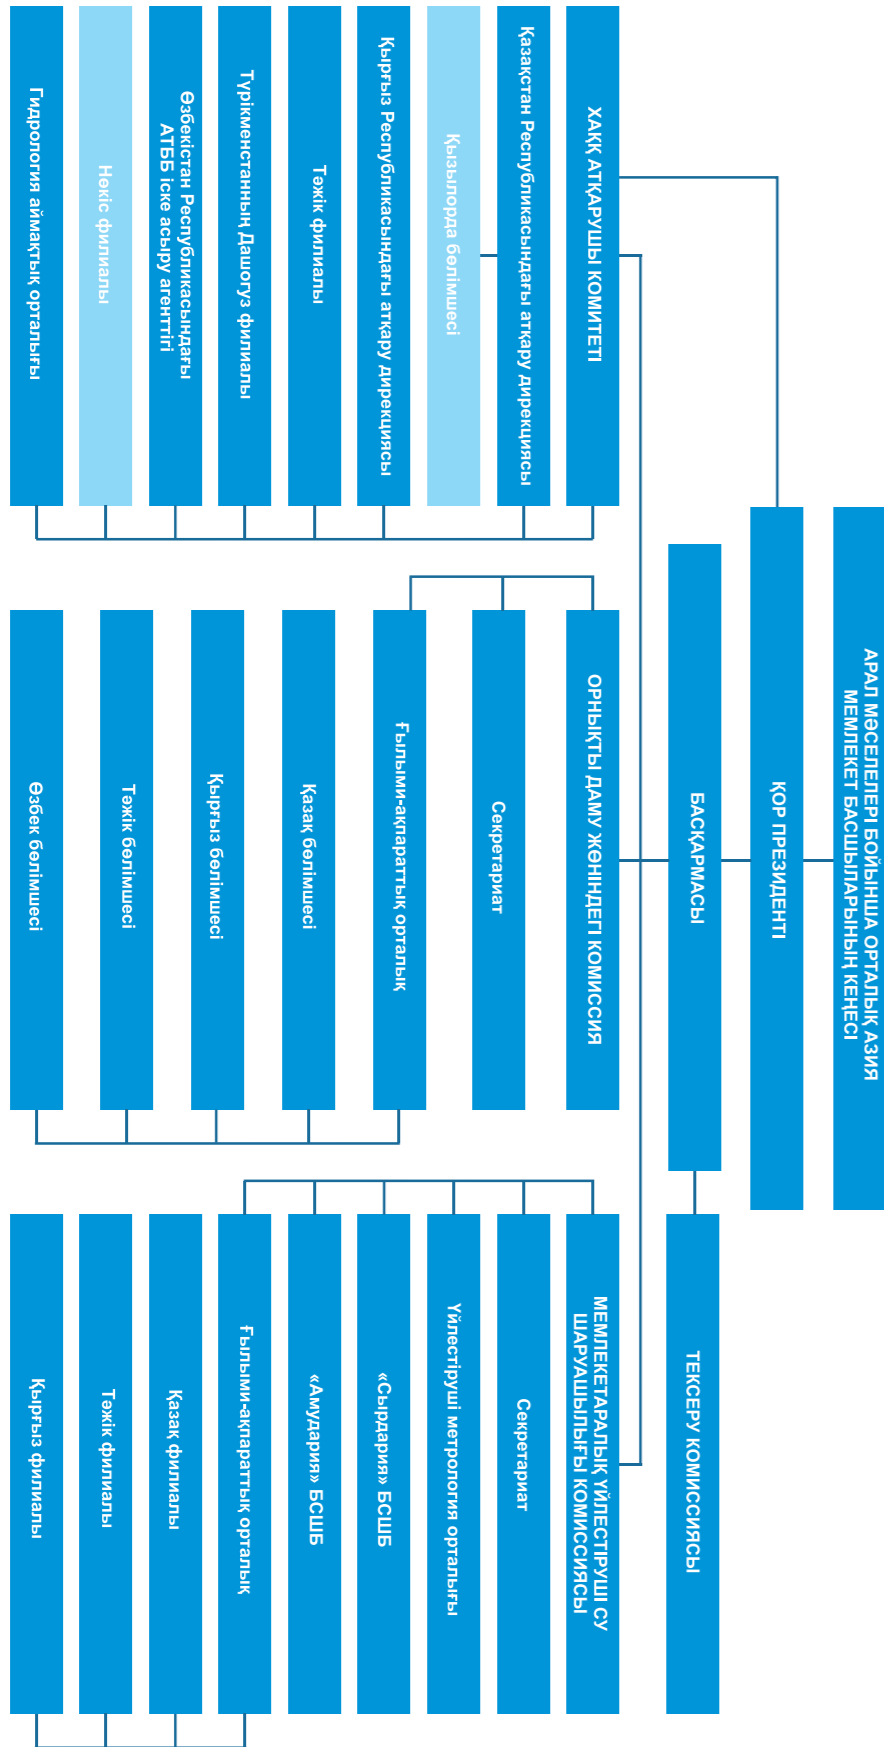 АРАЛ МӘСЕЛЕЛЕРІ БОЙЫНША ОРТАЛЫҚ АЗИЯ
МЕМЛЕКЕТ БАСШЫЛАРЫНЫҢ КЕҢЕСІ
ҚОР ПРЕЗИДЕНТІ
БАСҚАРМАСЫ
ТЕКСЕРУ КОМИССИЯСЫ
ХАҚҚ АТҚАРУШЫ КОМИТЕТІ
Қазақстан Республикасындағы атқару дирекциясы
Қызылорда бөлімшесі
Қырғыз Республикасындағы атқару дирекциясы
Тәжік филиалы
Түрікменстанның Дашогуз филиалы
Өзбекістан Республикасындағы
АТББ іске асыру агенттігі
Нөкіс филиалы
Гидрология аймақтық орталығы
ОРНЫҚТЫ ДАМУ ЖӨНІНДЕГІ КОМИССИЯ
Секретариат
Ғылыми-ақпараттық орталық
Қазақ бөлімшесі
Қырғыз бөлімшесі
Тәжік бөлімшесі
Өзбек бөлімшесі
МЕМЛЕКЕТАРАЛЫҚ ҮЙЛЕСТІРУШІ СУ
ШАРУАШЫЛЫҒЫ КОМИССИЯСЫ
Секретариат
Үйлестіруші метрология орталығы
«Сырдария» БСШБ
«Амудария» БСШБ
Ғылыми-ақпараттық орталық
Қазақ филиалы
Тәжік филиалы
Қырғыз филиалы